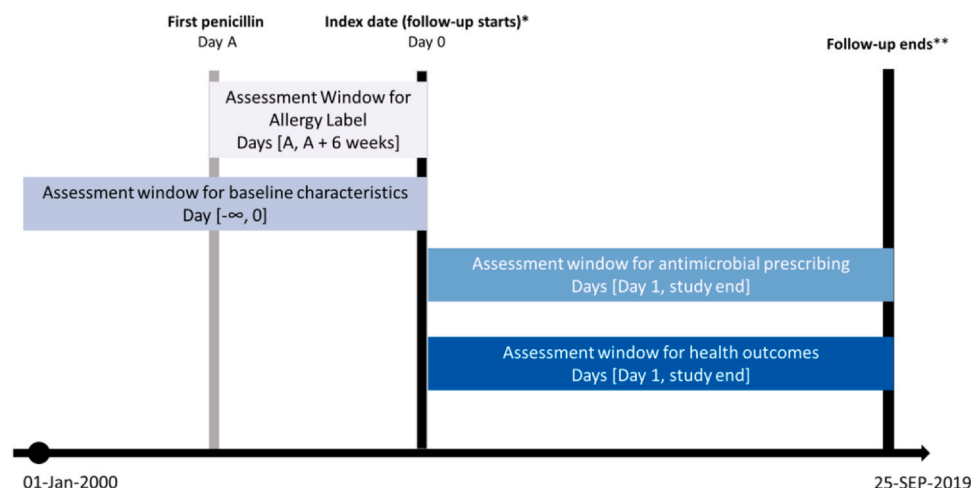 First penicillin
Day A
Index date (follow-up starts)*
Day 0
Follow-up ends**
Assessment Window for
Allergy Label
Days [A, A + 6 weeks]
Assessment window for baseline characteristics
Day [-∞, 0]
Assessment window for antimicrobial prescribing
Days [Day 1, study end]
Assessment window for health outcomes
Days [Day 1, study end]
01-Jan-2000
25-SEP-2019